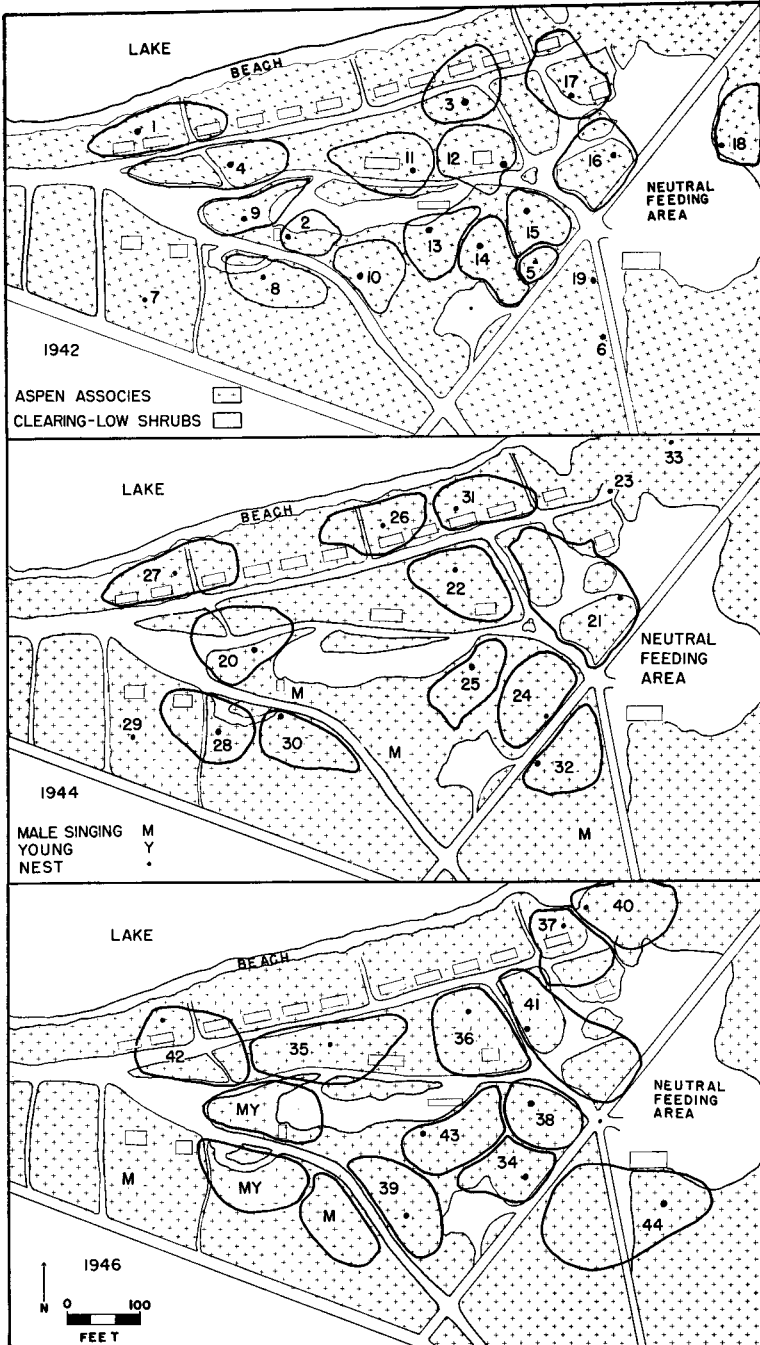 LAKE
BEACH
1
3
17
18
4
11
12
16
NEUTRAL
FEEDING
AREA
9
2
13
15
14
5
10
8
7
19
6
1942
ASPEN ASSOCIES
CLEARING-LOW SHRUBS
33
LAKE
23
BEACH
31
26
27
22
21
20
NEUTRAL
FEEDING
AREA
25
24
M
29
28
30
M
32
1944
MALE SINGING M
YOUNG Y
NEST •
M
40
LAKE
37
BEACH
41
36
42
35
NEUTRAL
FEEDING
AREA
MY
38
43
34
M
MY
39
M
44
1946
N
0 100
FEET